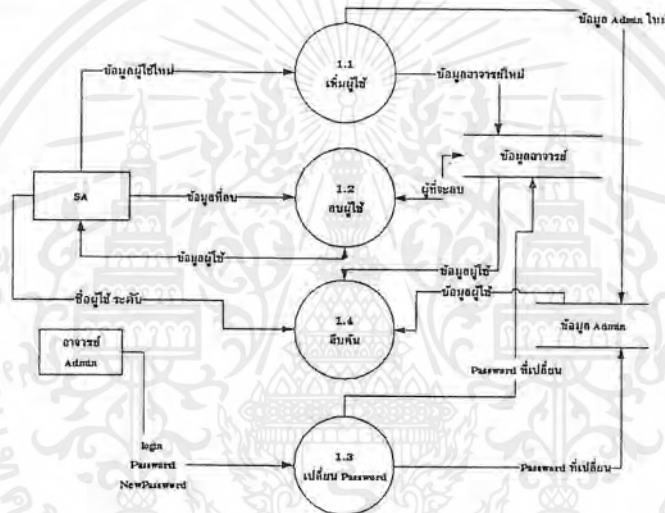 ข้อมูล Admin ใหม่
1.1
เพิ่มผู้ใช้
ข้อมูลผู้ใช้ใหม่
ข้อมูลอาจารย์ใหม่
ข้อมูลอาจารย์
SA
ข้อมูลที่ลบ
1.2
ลบผู้ใช้
ผู้ที่จะลบ
ข้อมูลผู้ใช้
ข้อมูลผู้ใช้
ชื่อผู้ใช้ ระดับ
ข้อมูลผู้ใช้
1.4
สืบค้น
ข้อมูล Admin
อาจารย์
Admin
Password ที่เปลี่ยน
login
Password
NewPassword
1.3
เปลี่ยน Password
Password ที่เปลี่ยน